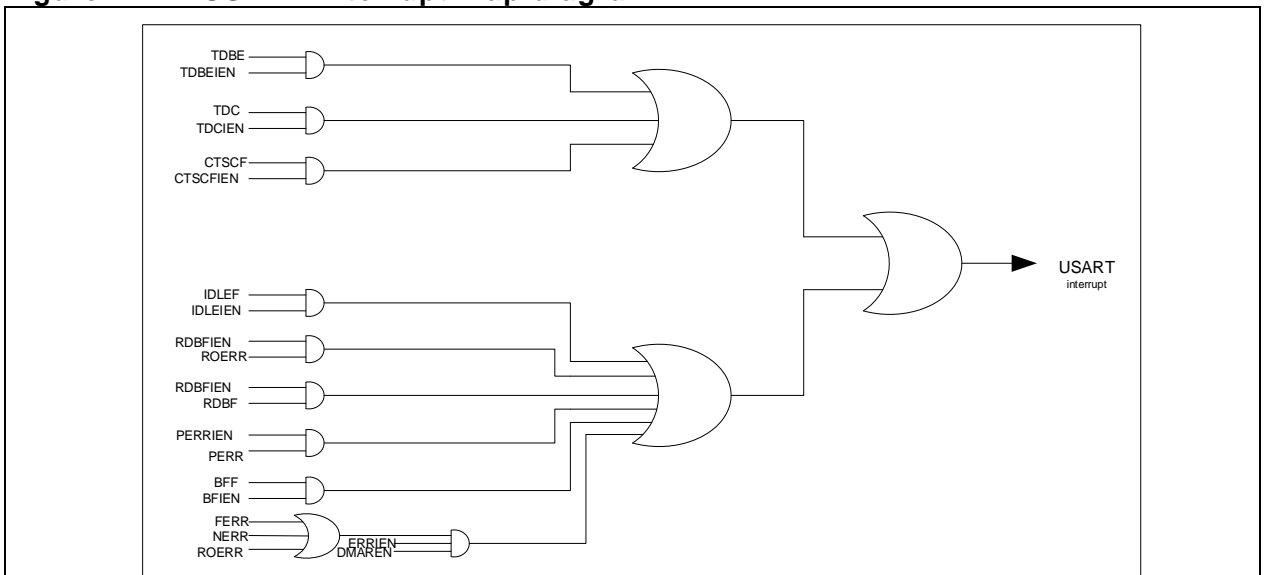 TDBE
TDBEIEN
TDC
TDCIEN
CTSCF
CTSCFIEN
IDLEF
IDLEIEN
RDBFIEN
ROERR
RDBFIEN
RDBF
PERRIEN
PERR
BFF
BFIEN
FERR
NERR
ROERR
ERRIEN
DMAREN
USART
interrupt